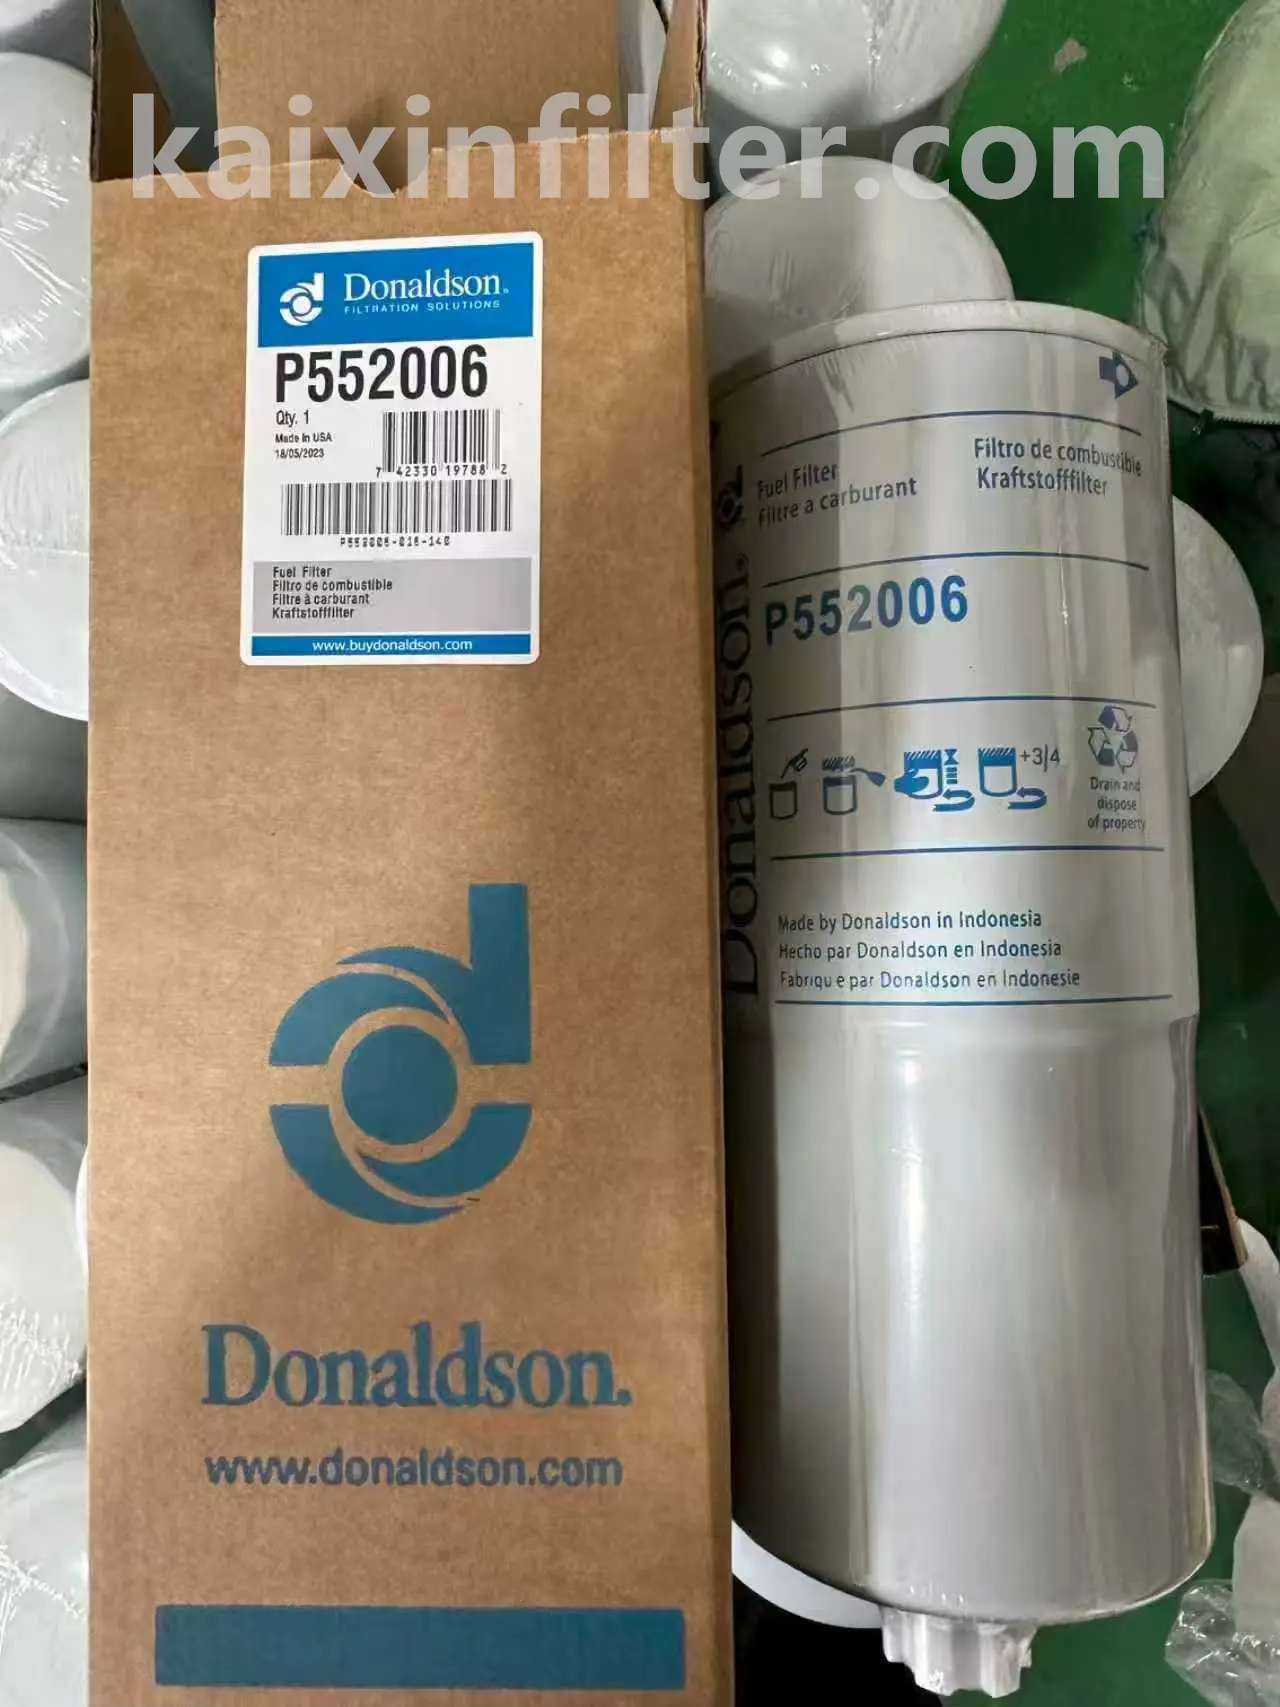 kaixinfilter.com
Donaldson.
FILTRATION SOLUTIONS
P552006
Qty. 1
Made in USA
18/05/2023
7 42330 19788 2
Fuel Filter
Filtro de combustible
Filtre à carburant
Kraftstofffilter
www.buydonaldson.com
Donaldson.
www.donaldson.com
Donaldson.
Fuel Filter
Filtre a carburant
Filtro de combustible
Kraftstofffilter
P552006
+3/4
Drain and
dispose
of property
Made by Donaldson in Indonesia
Hecho par Donaldson en Indonesia
Fabriqu e par Donaldson en Indonesie